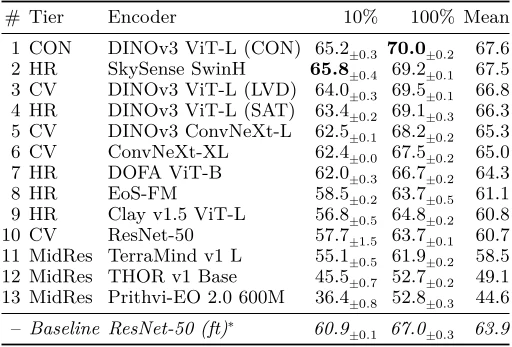 # Tier Encoder 10% 100% Mean
1 CON DINOv3 ViT-L (CON) 65.2±0.3 70.0±0.2 67.6
2 HR SkySense SwinH 65.8±0.4 69.2±0.1 67.5
3 CV DINOv3 ViT-L (LVD) 64.0±0.3 69.5±0.1 66.8
4 HR DINOv3 ViT-L (SAT) 63.4±0.2 69.1±0.3 66.3
5 CV DINOv3 ConvNeXt-L 62.5±0.1 68.2±0.2 65.3
6 CV ConvNeXt-XL 62.4±0.0 67.5±0.2 65.0
7 HR DOFA ViT-B 62.0±0.3 66.7±0.2 64.3
8 HR EoS-FM 58.5±0.2 63.7±0.5 61.1
9 HR Clay v1.5 ViT-L 56.8±0.5 64.8±0.2 60.8
10 CV ResNet-50 57.7±1.5 63.7±0.1 60.7
11 MidRes TerraMind v1 L 55.1±0.5 61.9±0.2 58.5
12 MidRes THOR v1 Base 45.5±0.7 52.7±0.2 49.1
13 MidRes Prithvi-EO 2.0 600M 36.4±0.8 52.8±0.3 44.6
– Baseline ResNet-50 (ft)* 60.9±0.1 67.0±0.3 63.9